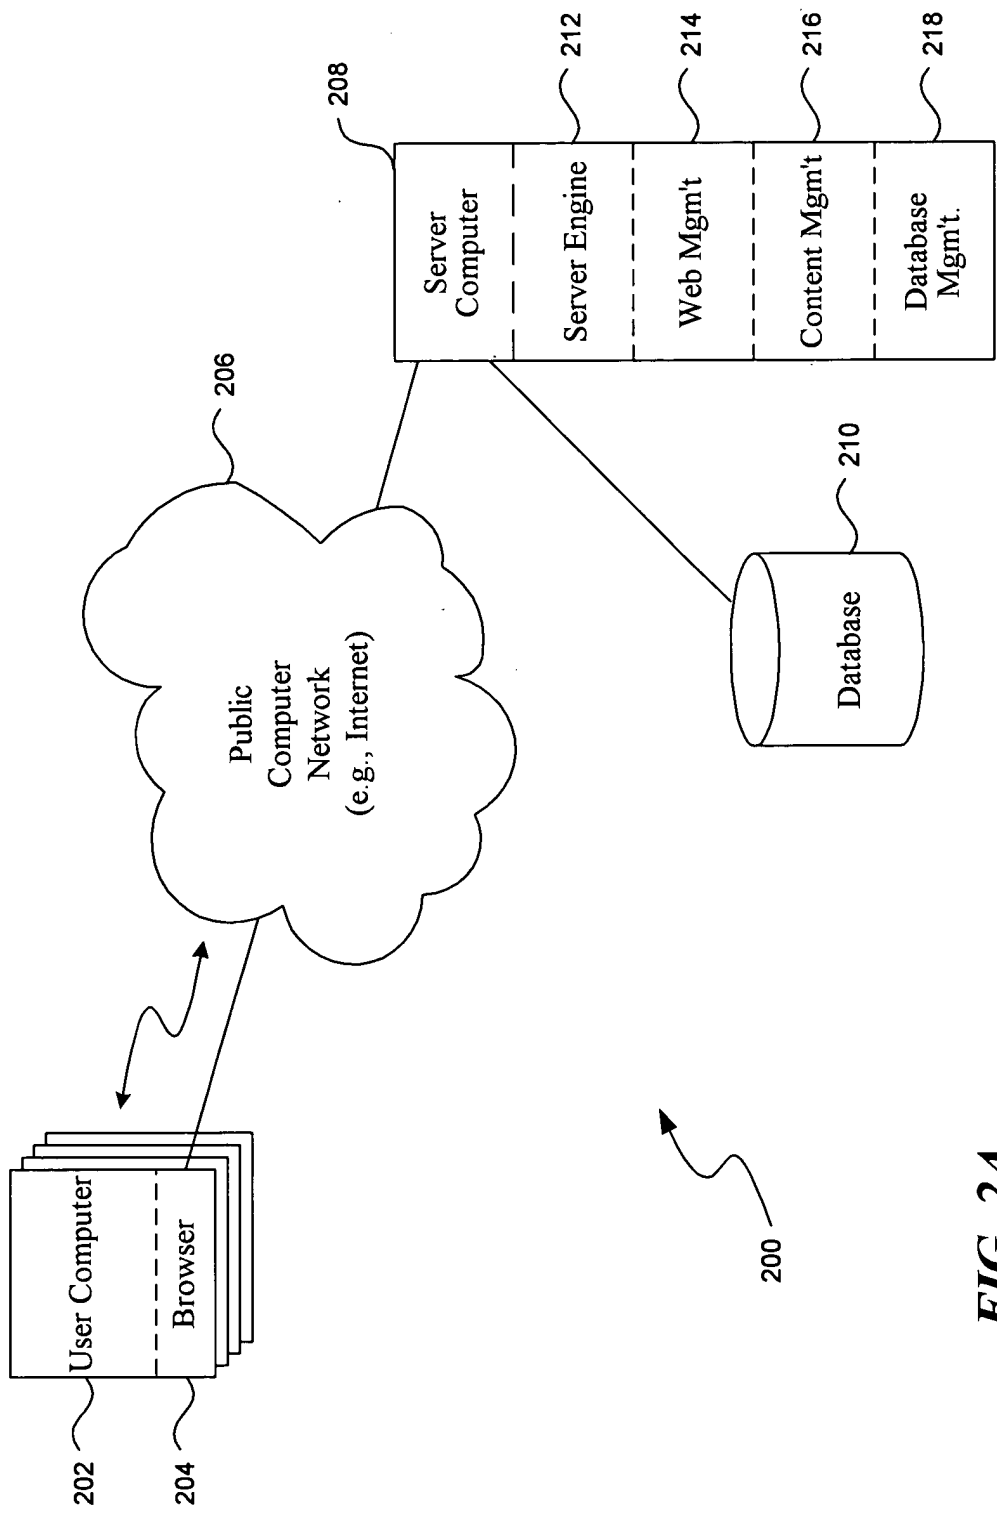 202
User Computer
204
Browser
206
Public
Computer
Network
(e.g., Internet)
208
Server
Computer
212
Server Engine
214
Web Mgm't
216
Content Mgm't
218
Database
Mgm't.
210
Database
200
FIG. 2A